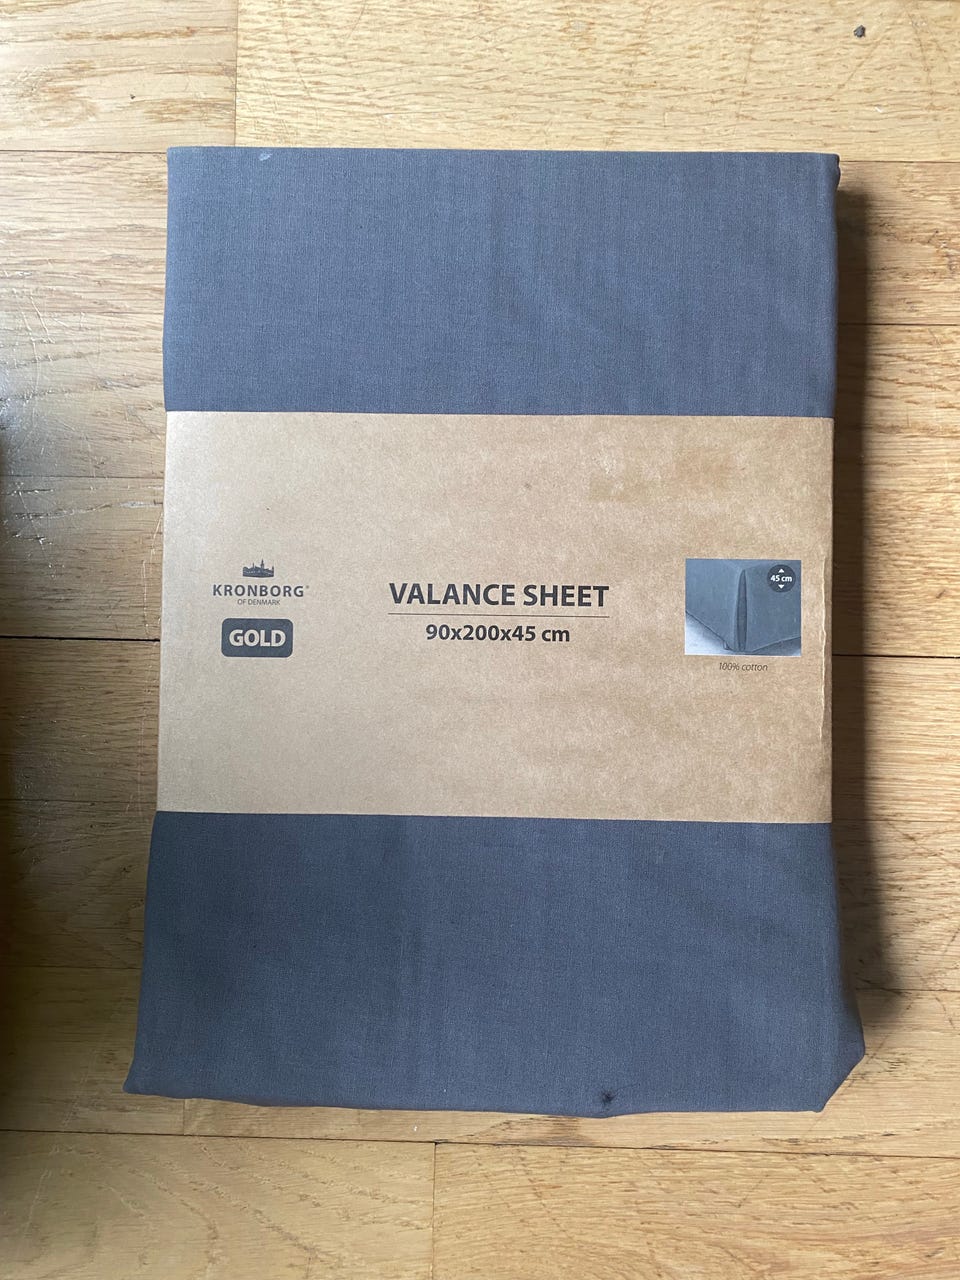 KRONBORG®
OF DENMARK
GOLD
VALANCE SHEET
90x200x45 cm
45 cm
100% cotton